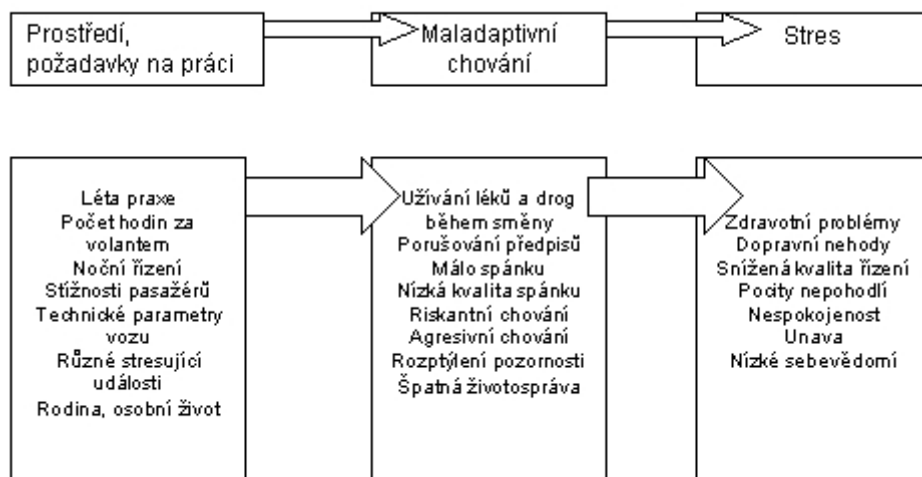 Prostředí,
požadavky na práci
Maladaptivní
chování
Stres
Léta praxe
Počet hodin za
volantem
Noční řízení
Stížnosti pasažérů
Technické parametry
vozu
Různé stresující
události
Rodina, osobní život
Užívání léků a drog
během směny
Porušování předpisů
Málo spánku
Nízká kvalita spánku
Riskantní chování
Agresivní chování
Rozptýlení pozornosti
Špatná životospráva
Zdravotní problémy
Dopravní nehody
Snížená kvalita řízení
Pocity nepohodlí
Nespokojenost
Unava
Nízké sebevědomí